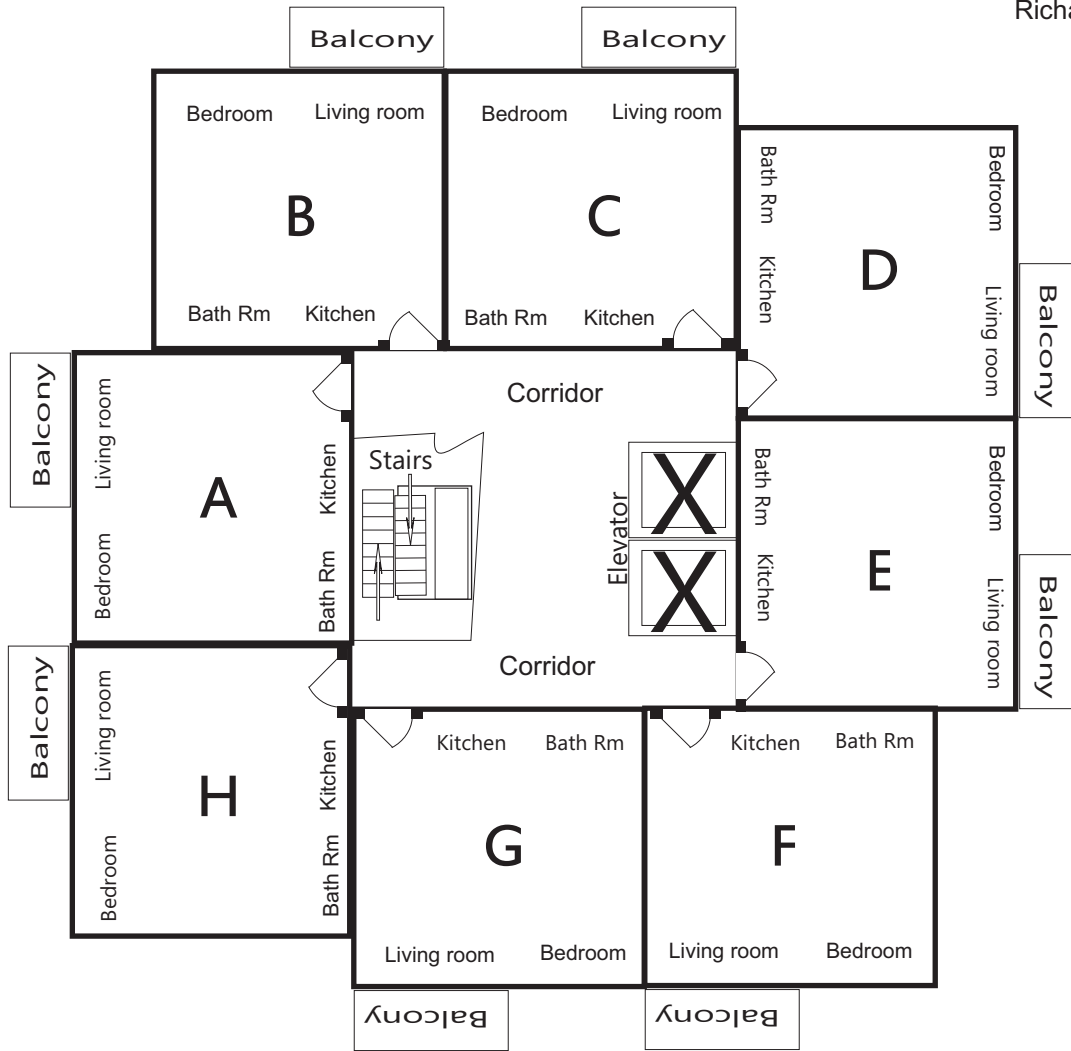 Richa
Balcony
Balcony
Bedroom
Living room
B
Bath Rm
Kitchen
Bedroom
Living room
C
Bath Rm
Kitchen
Bath Rm
Bedroom
D
Kitchen
Living room
Balcony
Balcony
Living room
A
Kitchen
Bedroom
Bath Rm
Corridor
Stairs
Elevator
X
X
Corridor
Bath Rm
Bedroom
E
Kitchen
Living room
Balcony
Balcony
Living room
H
Kitchen
Bedroom
Bath Rm
Kitchen
Bath Rm
G
Living room
Bedroom
Balcony
Kitchen
Bath Rm
F
Living room
Bedroom
Balcony